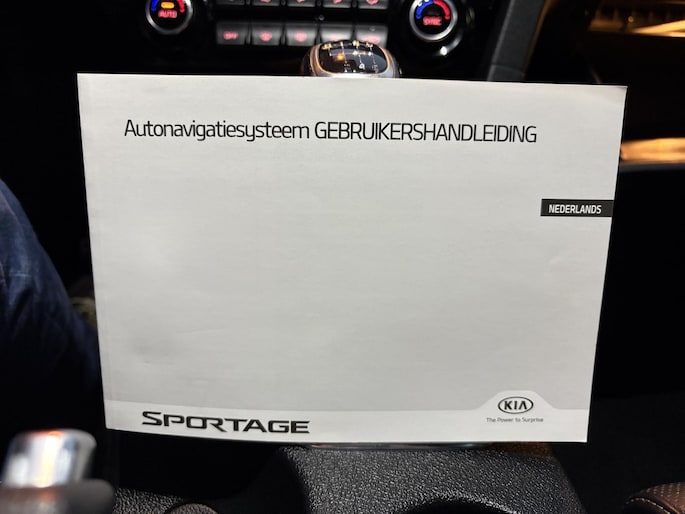 AUTO
SYNC
OFF
Autonavigatiesysteem GEBRUIKERSHANDLEIDING
NEDERLANDS
KIA
The Power to Surprise
SPORTAGE